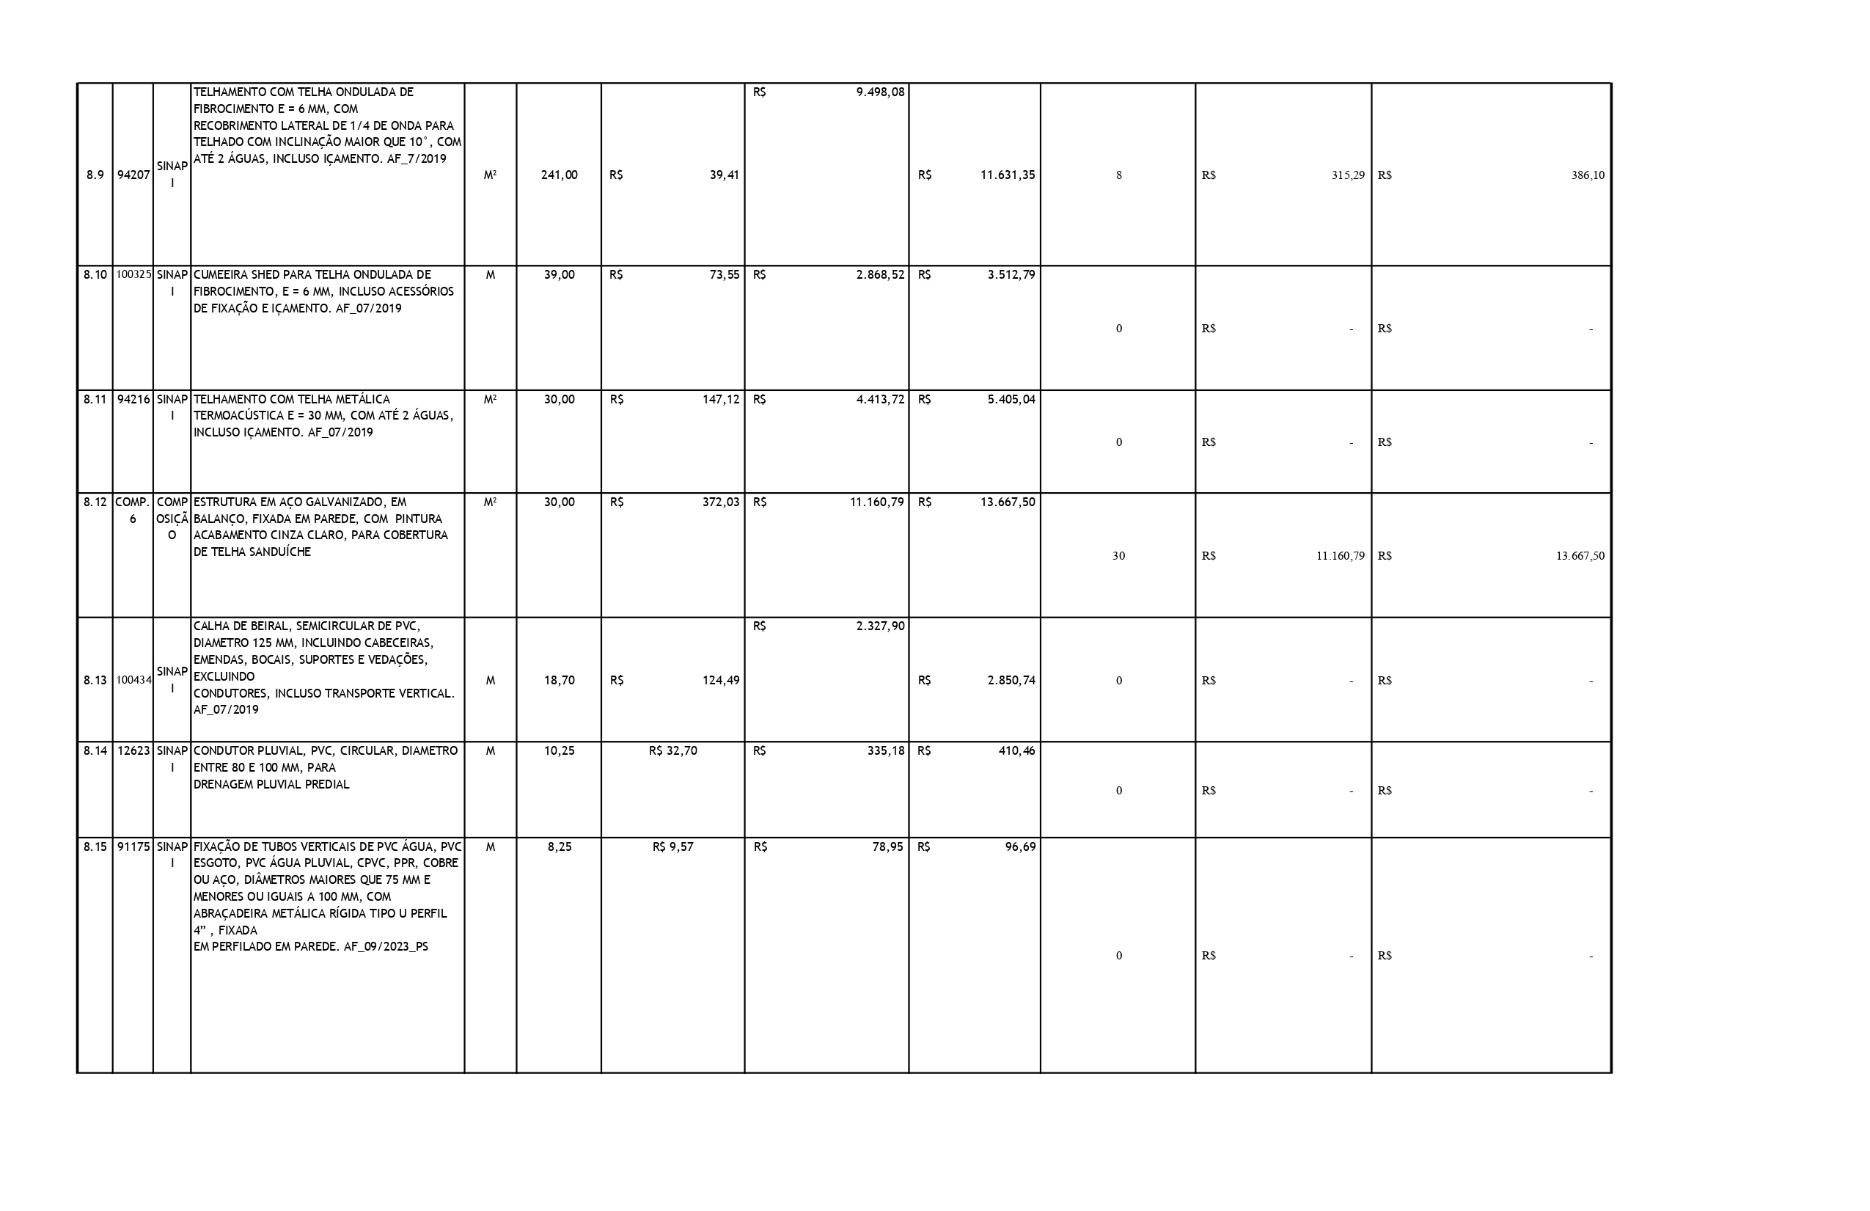 TELHAMENTO COM TELHA ONDULADA DE R$ 9.498,08
FIBROCIMENTO E = 6 MM, COM
RECOBRIMENTO LATERAL DE 1/4 DE ONDA PARA
TELHADO COM INCLINAÇÃO MAIOR QUE 10°, COM
ATÉ 2 ÁGUAS, INCLUSO IÇAMENTO. AF_7/2019
8.9 94207 SINAP M² 241,00 R$ 39,41 R$ 11.631,35 8 R$ 315,29 R$ 386,10
I
8.10 100325 SINAP CUMEEIRA SHED PARA TELHA ONDULADA DE M 39,00 R$ 73,55 R$ 2.868,52 R$ 3.512,79
I FIBROCIMENTO, E = 6 MM, INCLUSO ACESSÓRIOS
DE FIXAÇÃO E IÇAMENTO. AF_07/2019
0 R$ - R$ -
8.11 94216 SINAP TELHAMENTO COM TELHA METÁLICA M² 30,00 R$ 147,12 R$ 4.413,72 R$ 5.405,04
I TERMOACÚSTICA E = 30 MM, COM ATÉ 2 ÁGUAS,
INCLUSO IÇAMENTO. AF_07/2019
0 R$ - R$ -
8.12 COMP. COMP ESTRUTURA EM AÇO GALVANIZADO, EM M² 30,00 R$ 372,03 R$ 11.160,79 R$ 13.667,50
6 OSIÇÃ BALANÇO, FIXADA EM PAREDE, COM PINTURA
O ACABAMENTO CINZA CLARO, PARA COBERTURA
DE TELHA SANDUÍCHE
30 R$ 11.160,79 R$ 13.667,50
CALHA DE BEIRAL, SEMICIRCULAR DE PVC, R$ 2.327,90
DIAMETRO 125 MM, INCLUINDO CABECEIRAS,
EMENDAS, BOCAIS, SUPORTES E VEDAÇÕES,
EXCLUINDO
8.13 100434 SINAP M 18,70 R$ 124,49 R$ 2.850,74 0 R$ - R$ -
I CONDUTORES, INCLUSO TRANSPORTE VERTICAL.
AF_07/2019
8.14 12623 SINAP CONDUTOR PLUVIAL, PVC, CIRCULAR, DIAMETRO M 10,25 R$ 32,70 R$ 335,18 R$ 410,46
I ENTRE 80 E 100 MM, PARA
DRENAGEM PLUVIAL PREDIAL
0 R$ - R$ -
8.15 91175 SINAP FIXAÇÃO DE TUBOS VERTICAIS DE PVC ÁGUA, PVC M 8,25 R$ 9,57 R$ 78,95 R$ 96,69
I ESGOTO, PVC ÁGUA PLUVIAL, CPVC, PPR, COBRE
OU AÇO, DIÂMETROS MAIORES QUE 75 MM E
MENORES OU IGUAIS A 100 MM, COM
ABRAÇADEIRA METÁLICA RÍGIDA TIPO U PERFIL
4” , FIXADA
EM PERFILADO EM PAREDE. AF_09/2023_PS
0 R$ - R$ -